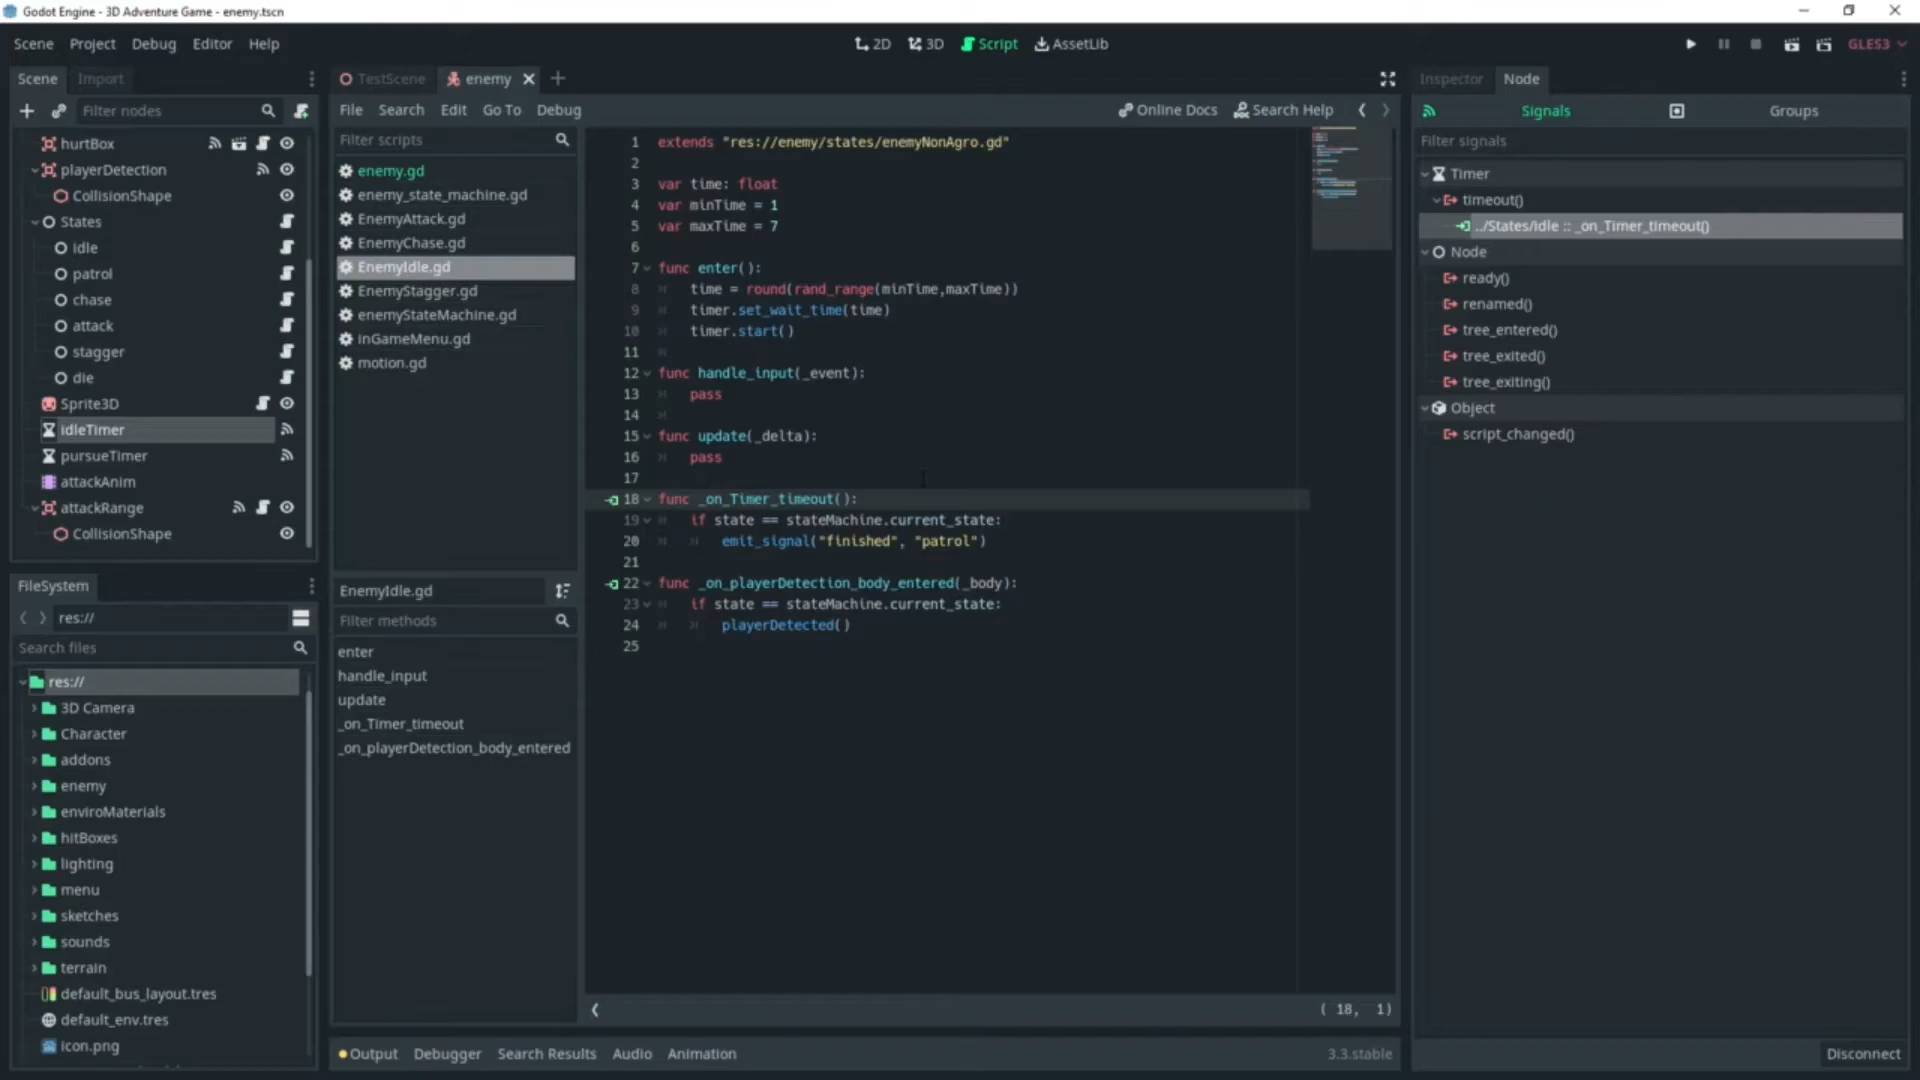 Godot Engine - 3D Adventure Game - enemy.tscn
Scene Project Debug Editor Help
2D 3D Script AssetLib
GLES3
Scene Import
Filter nodes
hurtBox
playerDetection
CollisionShape
States
idle
patrol
chase
attack
stagger
die
Sprite3D
idleTimer
pursueTimer
attackAnim
attackRange
CollisionShape
FileSystem
res://
Search files
res://
3D Camera
Character
addons
enemy
enviroMaterials
hitBoxes
lighting
menu
sketches
sounds
terrain
default_bus_layout.tres
default_env.tres
icon.png
TestScene enemy
File Search Edit Go To Debug
Online Docs Search Help
Filter scripts
enemy.gd
enemy_state_machine.gd
EnemyAttack.gd
EnemyChase.gd
EnemyIdle.gd
EnemyStagger.gd
enemyStateMachine.gd
inGameMenu.gd
motion.gd
EnemyIdle.gd
Filter methods
enter
handle_input
update
_on_Timer_timeout
_on_playerDetection_body_entered
1 extends "res://enemy/states/enemyNonAgro.gd"
2
3 var time: float
4 var minTime = 1
5 var maxTime = 7
6
7 func enter():
8 time = round(rand_range(minTime,maxTime))
9 timer.set_wait_time(time)
10 timer.start()
11
12 func handle_input(_event):
13 pass
14
15 func update(_delta):
16 pass
17
18 func _on_Timer_timeout():
19 if state == stateMachine.current_state:
20 emit_signal("finished", "patrol")
21
22 func _on_playerDetection_body_entered(_body):
23 if state == stateMachine.current_state:
24 playerDetected()
25
( 18, 1)
Output Debugger Search Results Audio Animation
3.3.stable
Inspector Node
Signals Groups
Filter signals
Timer
timeout()
../States/idle :: _on_Timer_timeout()
Node
ready()
renamed()
tree_entered()
tree_exited()
tree_exiting()
Object
script_changed()
Disconnect